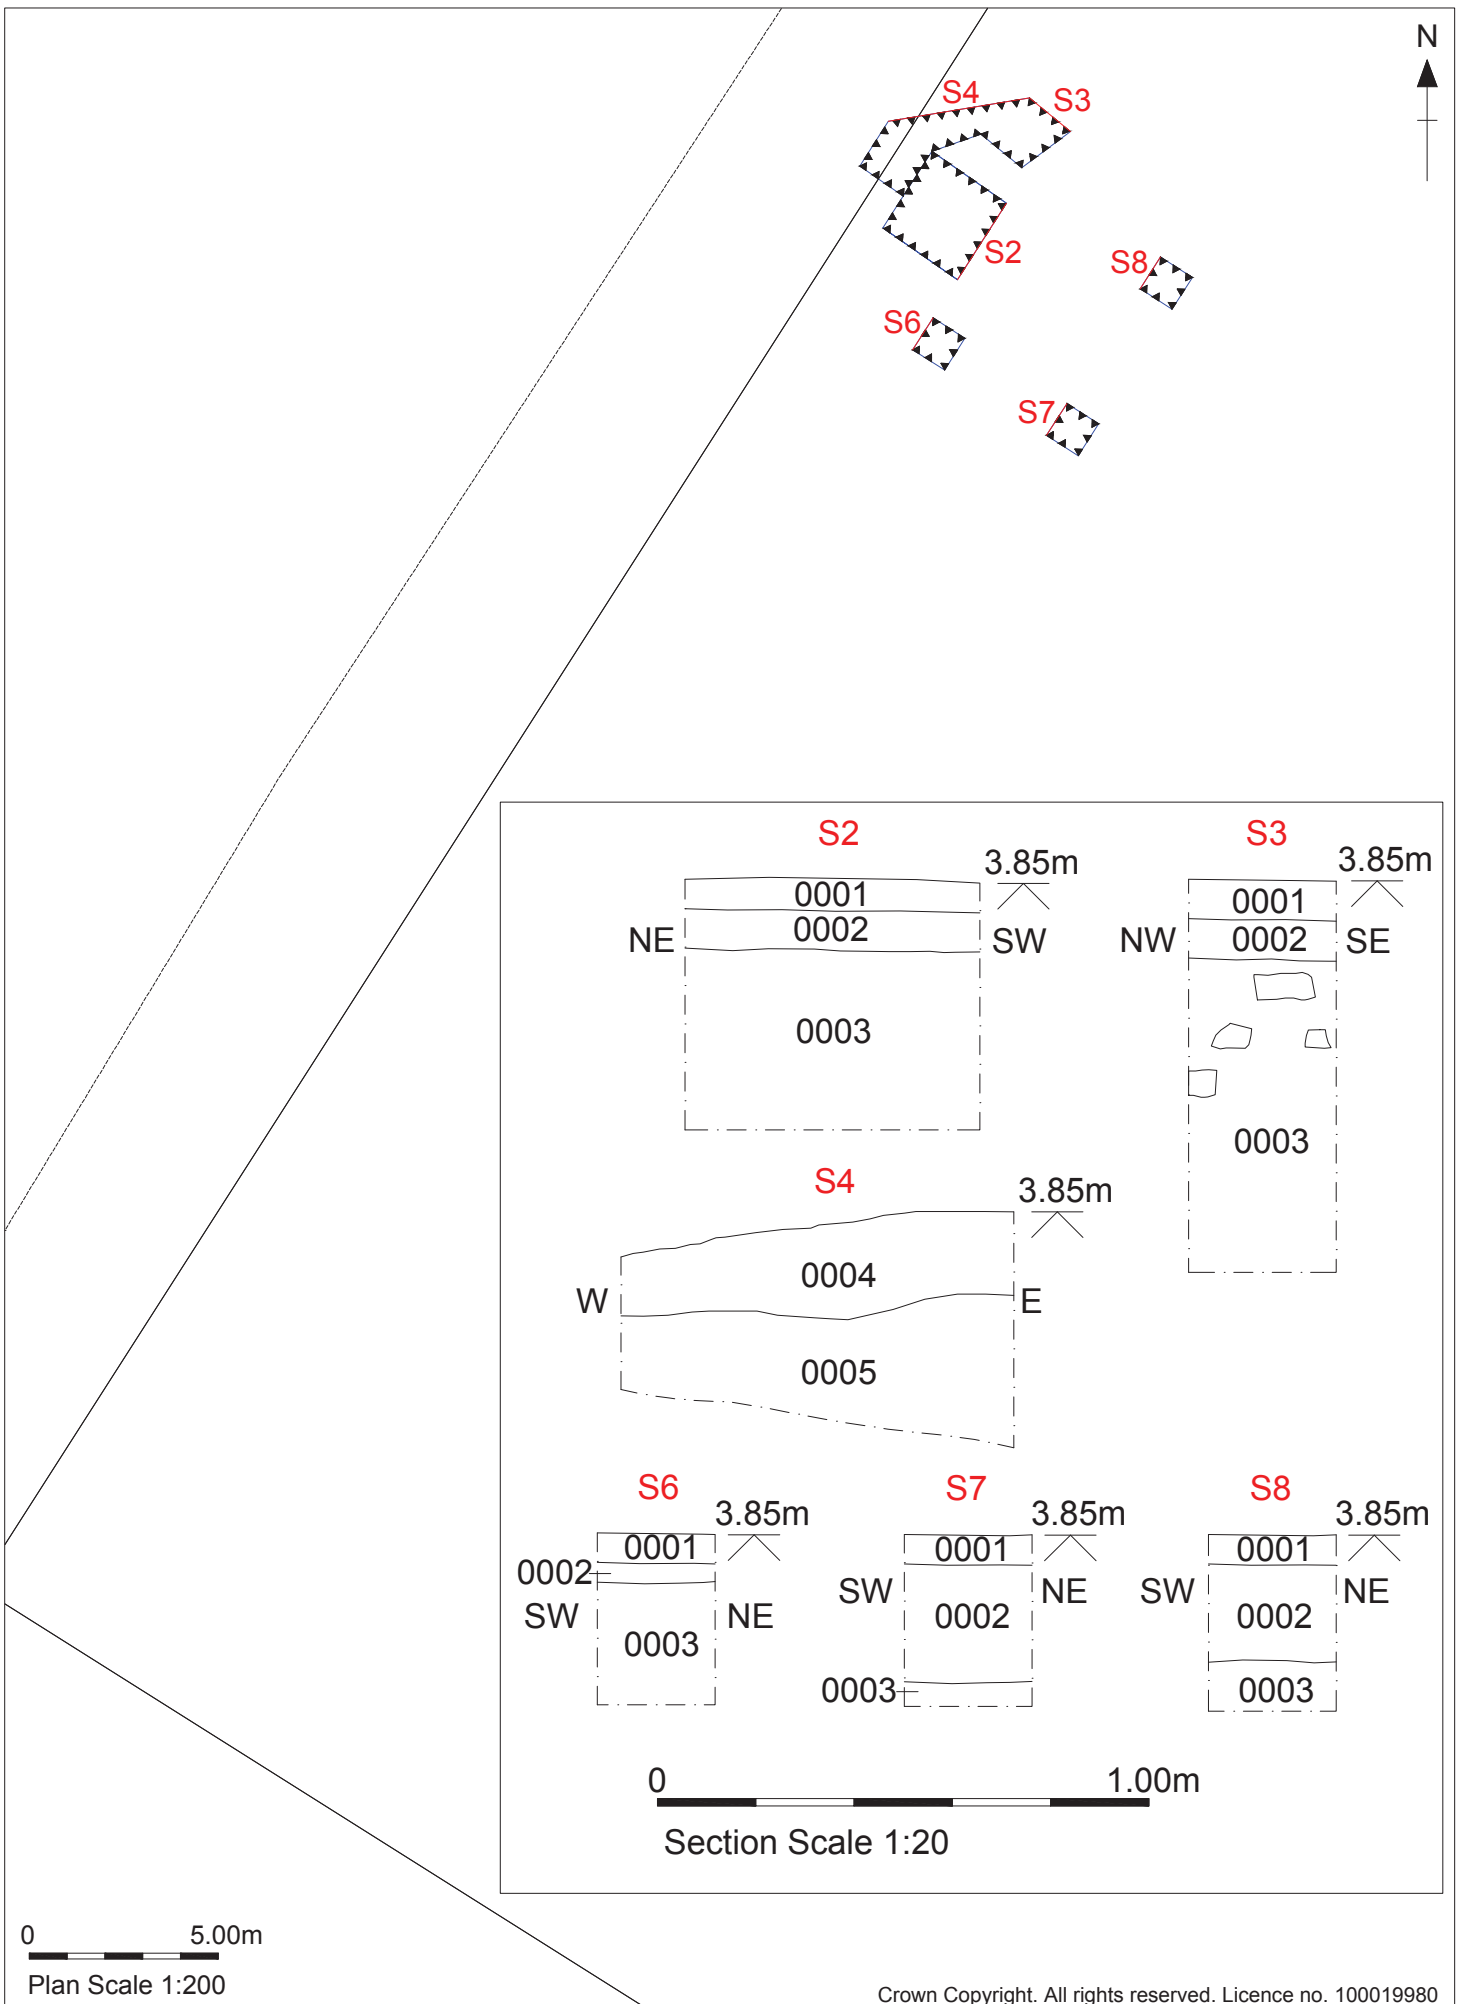 N
S4
S3
S2
S8
S6
S7
S2
3.85m
0001
0002
NE
SW
0003
S3
3.85m
0001
NW
0002
SE
0003
S4
3.85m
0004
W
E
0005
S6
3.85m
0001
0002
SW
NE
0003
S7
3.85m
0001
SW
NE
0002
0003
S8
3.85m
0001
SW
NE
0002
0003
0 1.00m
Section Scale 1:20
0 5.00m
Plan Scale 1:200
Crown Copyright. All rights reserved. Licence no. 100019980